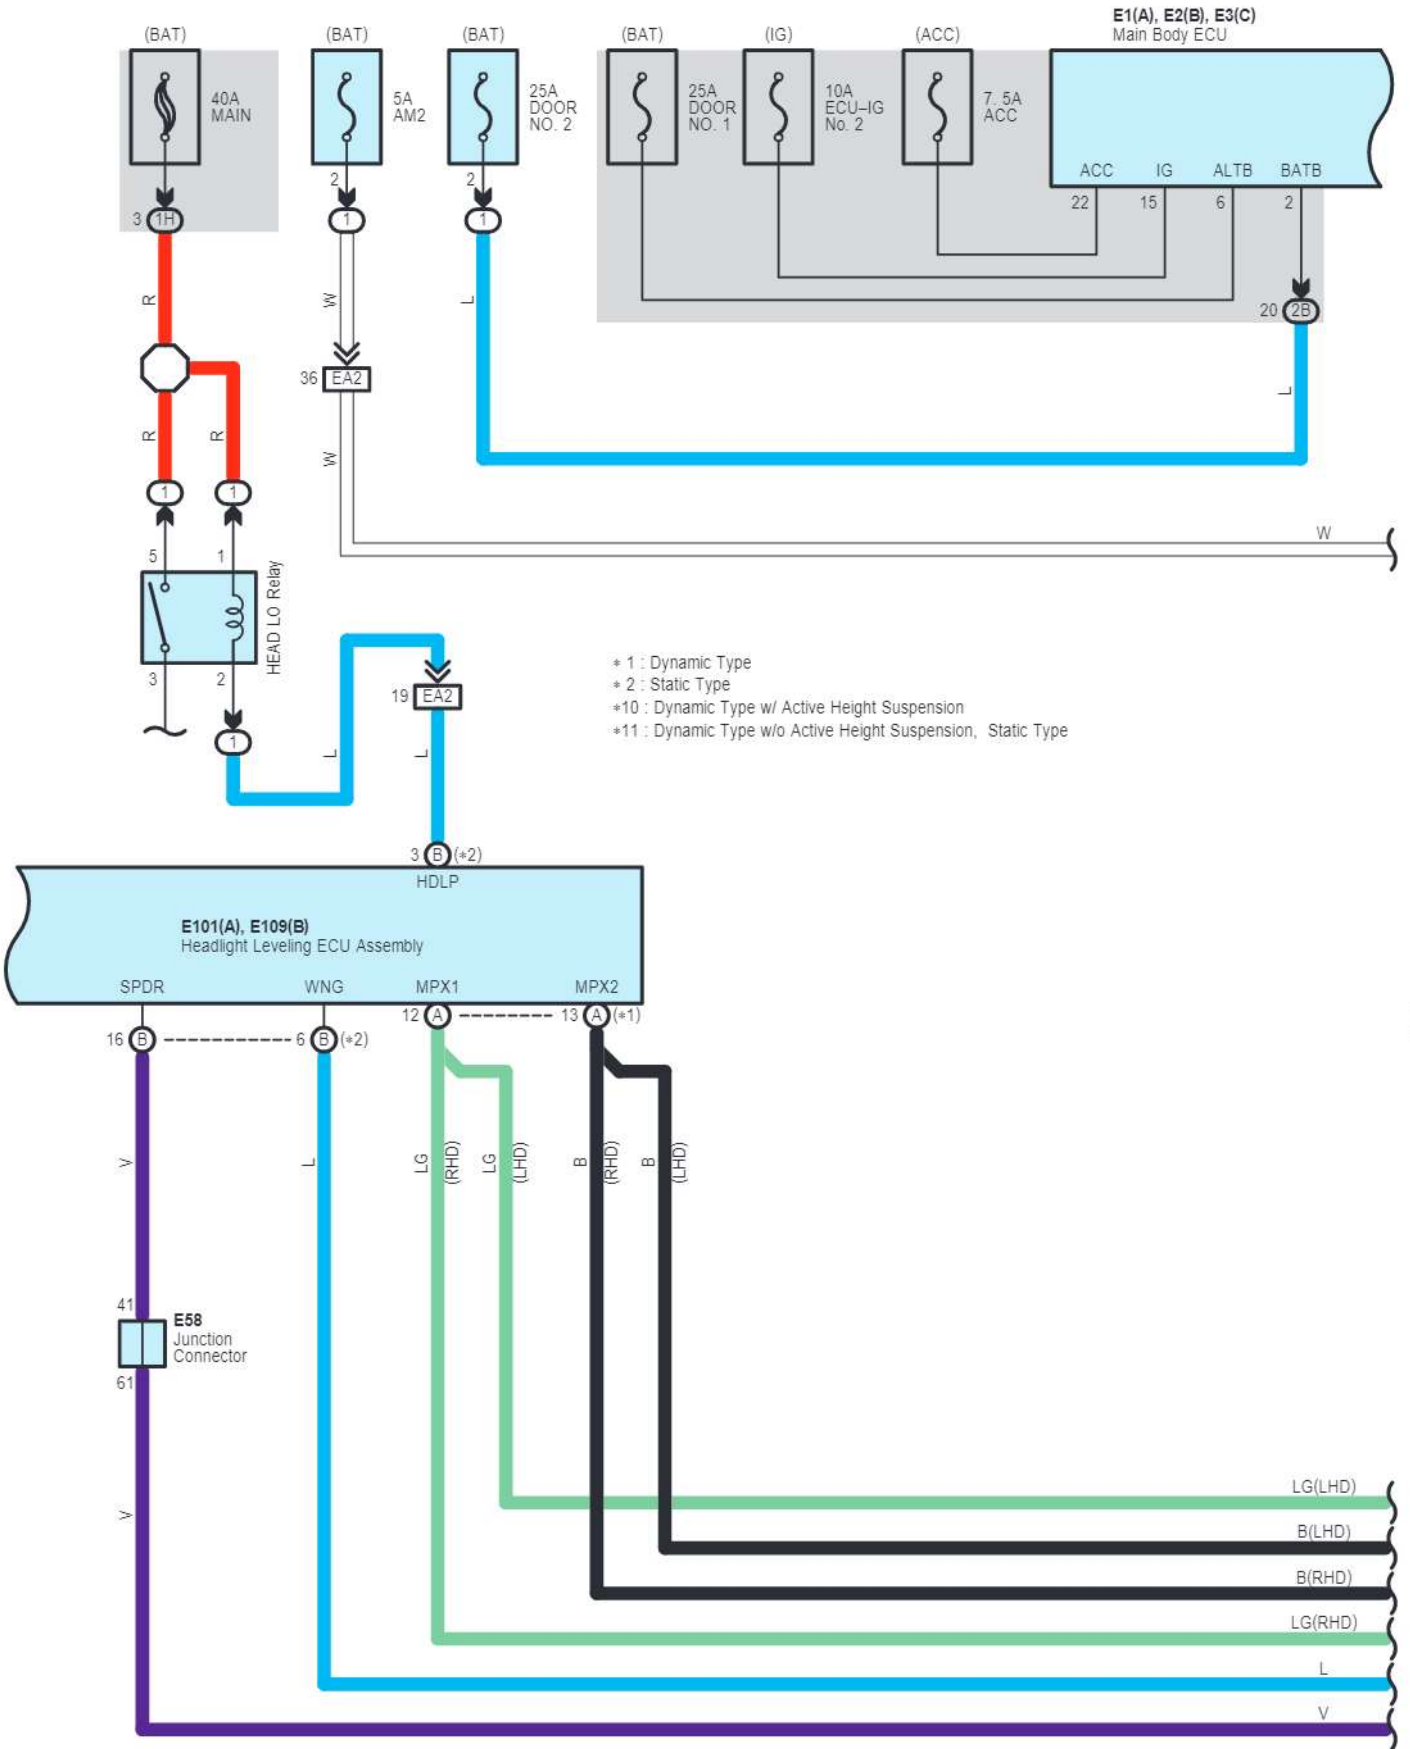 E1(A), E2(B), E3(C)
Main Body ECU
(BAT)
(BAT)
(BAT)
(BAT)
(IG)
(ACC)
40A
MAIN
5A
AM2
25A
DOOR
NO. 2
25A
DOOR
NO. 1
10A
ECU–IG
No. 2
7. 5A
ACC
ACC
IG
ALTB
BATB
22
15
6
2
2
2
3
1H
1
1
20
2B
R
W
L
36
EA2
L
R
R
W
1
1
W
5
1
HEAD LO Relay
3
2
1
∗ 1 : Dynamic Type
∗ 2 : Static Type
∗10 : Dynamic Type w/ Active Height Suspension
∗11 : Dynamic Type w/o Active Height Suspension, Static Type
19
EA2
L
L
3
B
(∗2)
HDLP
E101(A), E109(B)
Headlight Leveling ECU Assembly
SPDR
WNG
MPX1
MPX2
12
A
13
A
(∗1)
16
B
6
B
(∗2)
V
L
LG
(RHD)
LG
(LHD)
B
(RHD)
B
(LHD)
41
E58
Junction
Connector
61
V
LG(LHD)
B(LHD)
B(RHD)
LG(RHD)
L
V